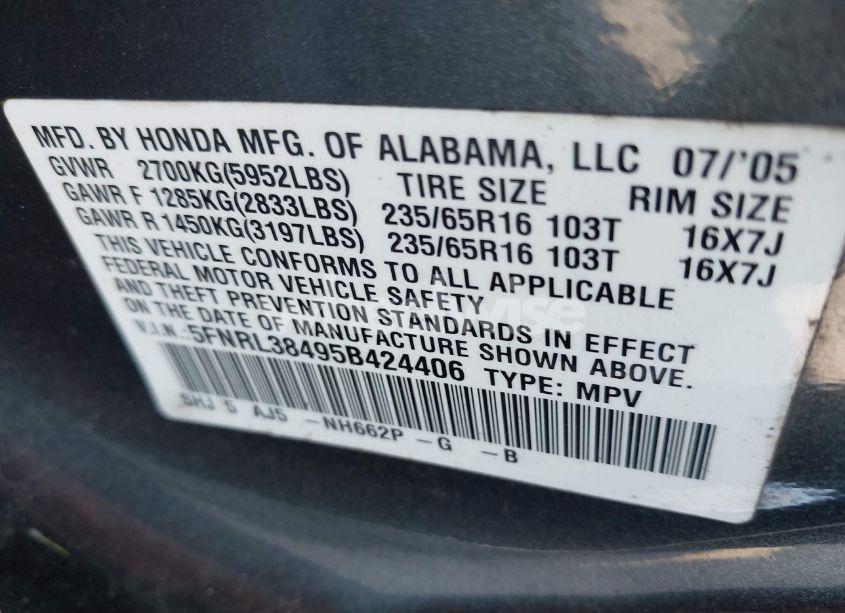 MFD. BY HONDA MFG. OF ALABAMA, LLC 07/'05
GVWR 2700KG(5952LBS) TIRE SIZE RIM SIZE
GAWR F 1285KG(2833LBS) 235/65R16 103T 16X7J
GAWR R 1450KG(3197LBS) 235/65R16 103T 16X7J
THIS VEHICLE CONFORMS TO ALL APPLICABLE
FEDERAL MOTOR VEHICLE SAFETY
AND THEFT PREVENTION STANDARDS IN EFFECT
ON THE DATE OF MANUFACTURE SHOWN ABOVE.
V.I.N.:5FNRL38495B424406 TYPE: MPV
SHJ 5 AJ5 -NH662P -G -B